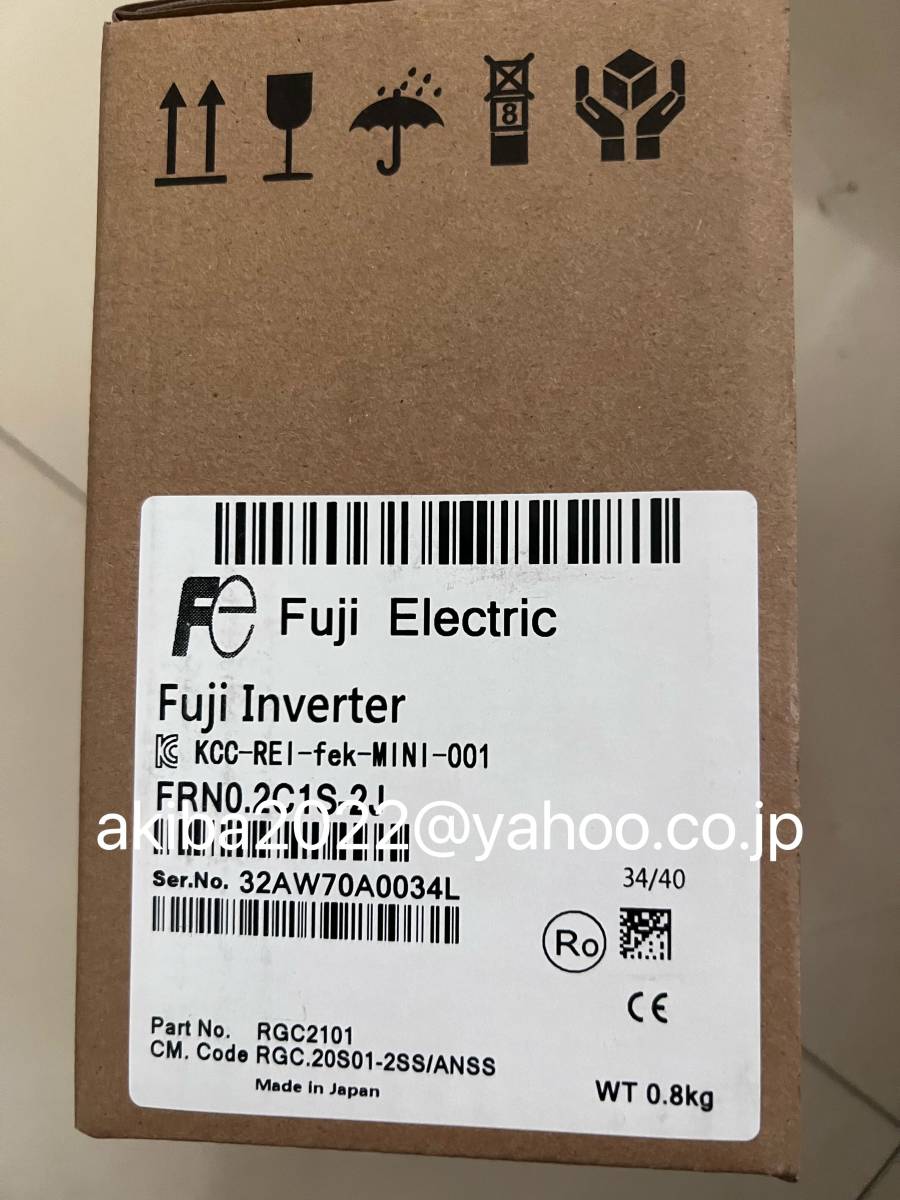 8
Fe Fuji Electric
Fuji Inverter
KCC-REI-fek-MINI-001
FRN0.2C1S-2J
akiba2022@yahoo.co.jp
Ser.No. 32AW70A0034L
34/40
Ro
CE
Part No. RGC2101
CM. Code RGC.20S01-2SS/ANSS
Made in Japan
WT 0.8kg